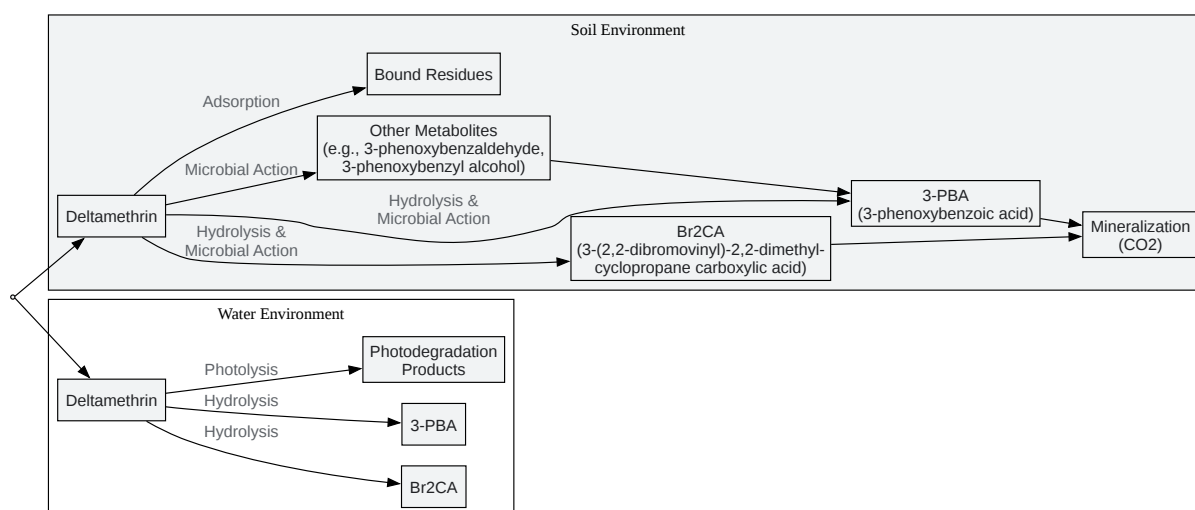 Soil Environment
Bound Residues
Adsorption
Other Metabolites
(e.g., 3-phenoxybenzaldehyde,
3-phenoxybenzyl alcohol)
Microbial Action
Deltamethrin
Hydrolysis &
Microbial Action
3-PBA
(3-phenoxybenzoic acid)
Hydrolysis &
Microbial Action
Br2CA
(3-(2,2-dibromovinyl)-2,2-dimethyl-
cyclopropane carboxylic acid)
Mineralization
(CO2)
Water Environment
Photodegradation
Products
Photolysis
Deltamethrin
Hydrolysis
3-PBA
Hydrolysis
Br2CA